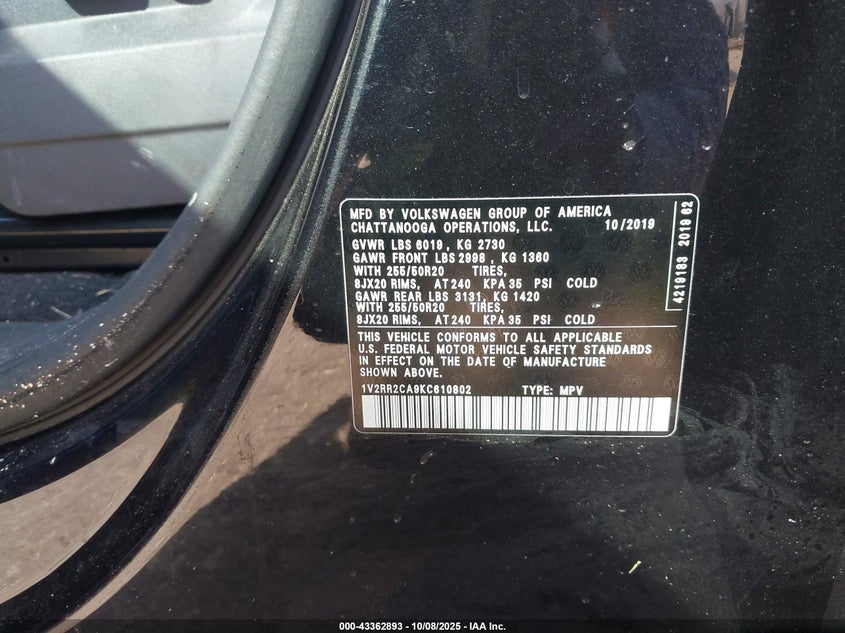 MFD BY VOLKSWAGEN GROUP OF AMERICA
CHATTANOOGA OPERATIONS, LLC. 10/2019
GVWR LBS 6019, KG 2730
GAWR FRONT LBS 2998, KG 1360
WITH 255/50R20 TIRES,
8JX20 RIMS, AT 240 KPA 35 PSI COLD
GAWR REAR LBS 3131, KG 1420
WITH 255/50R20 TIRES,
8JX20 RIMS, AT 240 KPA 35 PSI COLD
THIS VEHICLE CONFORMS TO ALL APPLICABLE
U.S. FEDERAL MOTOR VEHICLE SAFETY STANDARDS
IN EFFECT ON THE DATE OF MANUFACTURE
SHOWN ABOVE.
1V2RR2CA9KC610802 TYPE: MPV
4219183 2019 62
000-43362893 - 10/08/2025 - IAA Inc.